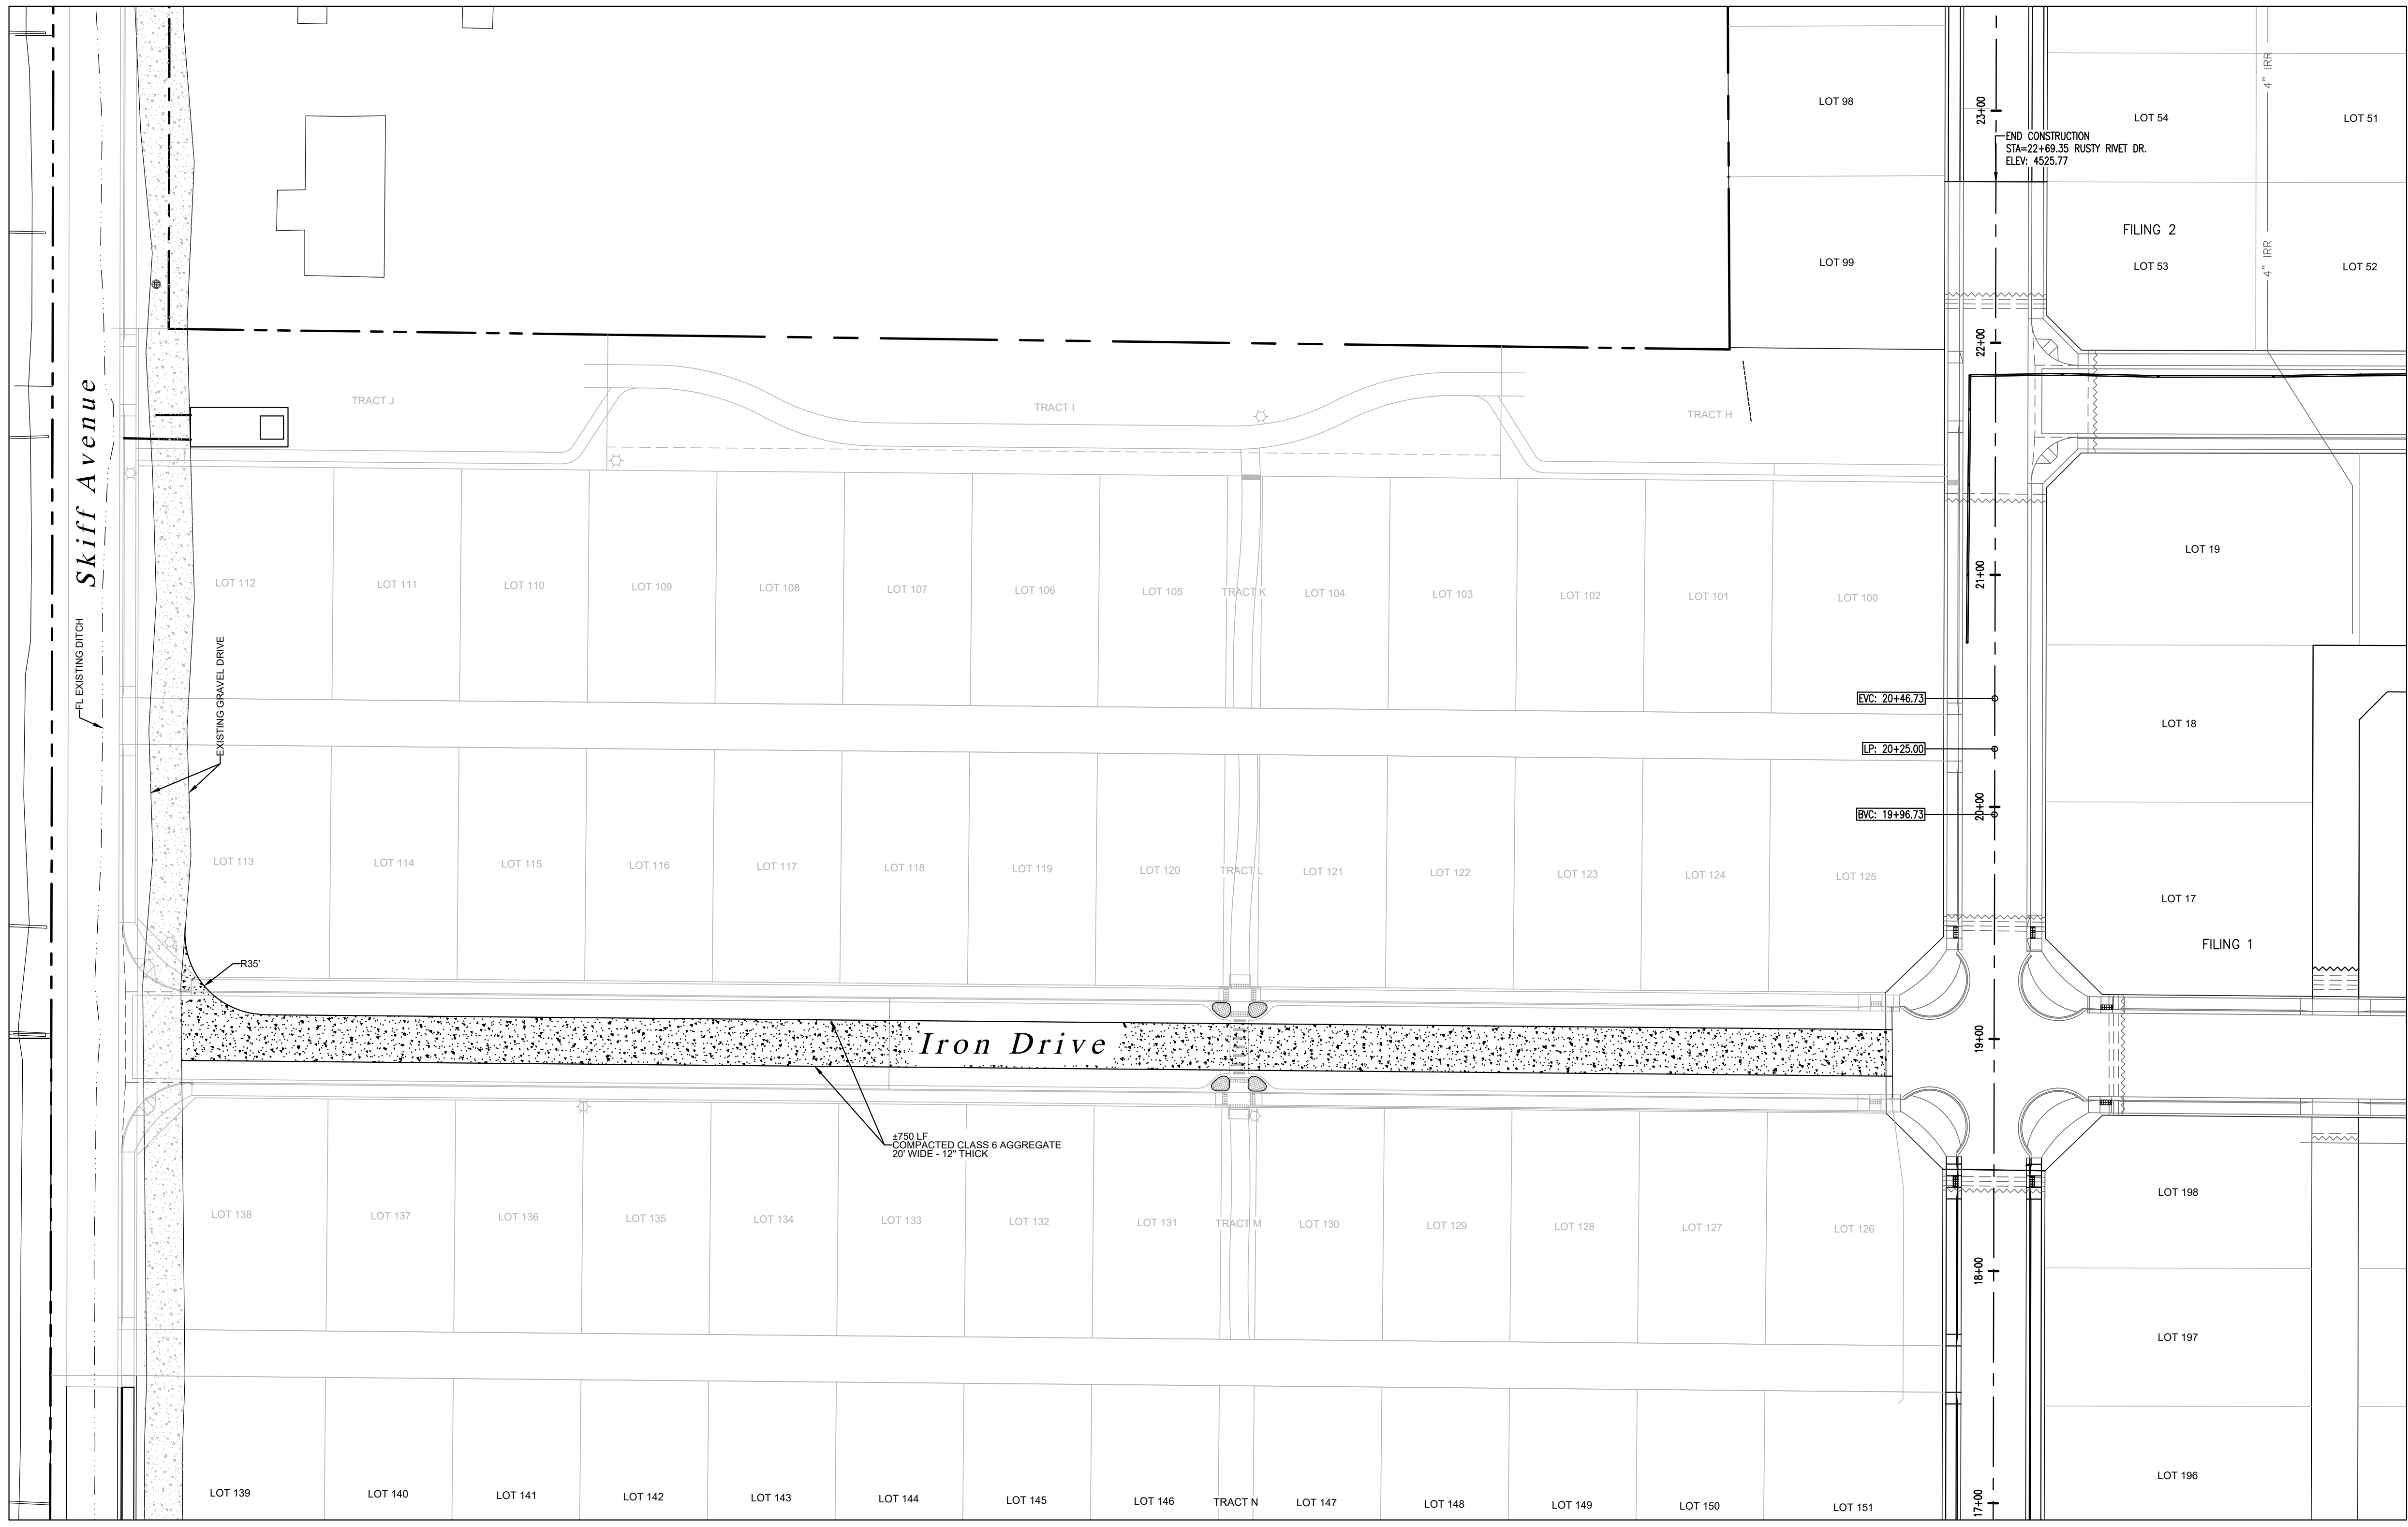 LOT 98
23+00
4" IRR
LOT 54
LOT 51
END CONSTRUCTION
STA=22+69.35 RUSTY RIVET DR.
ELEV: 4525.77
FILING 2
LOT 99
LOT 53
4" IRR
LOT 52
22+00
Skiff Avenue
TRACT J
TRACT I
TRACT H
LOT 19
21+00
LOT 112
LOT 111
LOT 110
LOT 109
LOT 108
LOT 107
LOT 106
LOT 105
TRACT K
LOT 104
LOT 103
LOT 102
LOT 101
LOT 100
FL EXISTING DITCH
EXISTING GRAVEL DRIVE
EVC: 20+46.73
LOT 18
LP: 20+25.00
20+00
BVC: 19+96.73
LOT 113
LOT 114
LOT 115
LOT 116
LOT 117
LOT 118
LOT 119
LOT 120
TRACT L
LOT 121
LOT 122
LOT 123
LOT 124
LOT 125
LOT 17
FILING 1
R35'
Iron Drive
19+00
±750 LF
COMPACTED CLASS 6 AGGREGATE
20' WIDE - 12" THICK
LOT 138
LOT 137
LOT 136
LOT 135
LOT 134
LOT 133
LOT 132
LOT 131
TRACT M
LOT 130
LOT 129
LOT 128
LOT 127
LOT 126
LOT 198
18+00
LOT 197
LOT 139
LOT 140
LOT 141
LOT 142
LOT 143
LOT 144
LOT 145
LOT 146
TRACT N
LOT 147
LOT 148
LOT 149
LOT 150
LOT 151
17+00
LOT 196